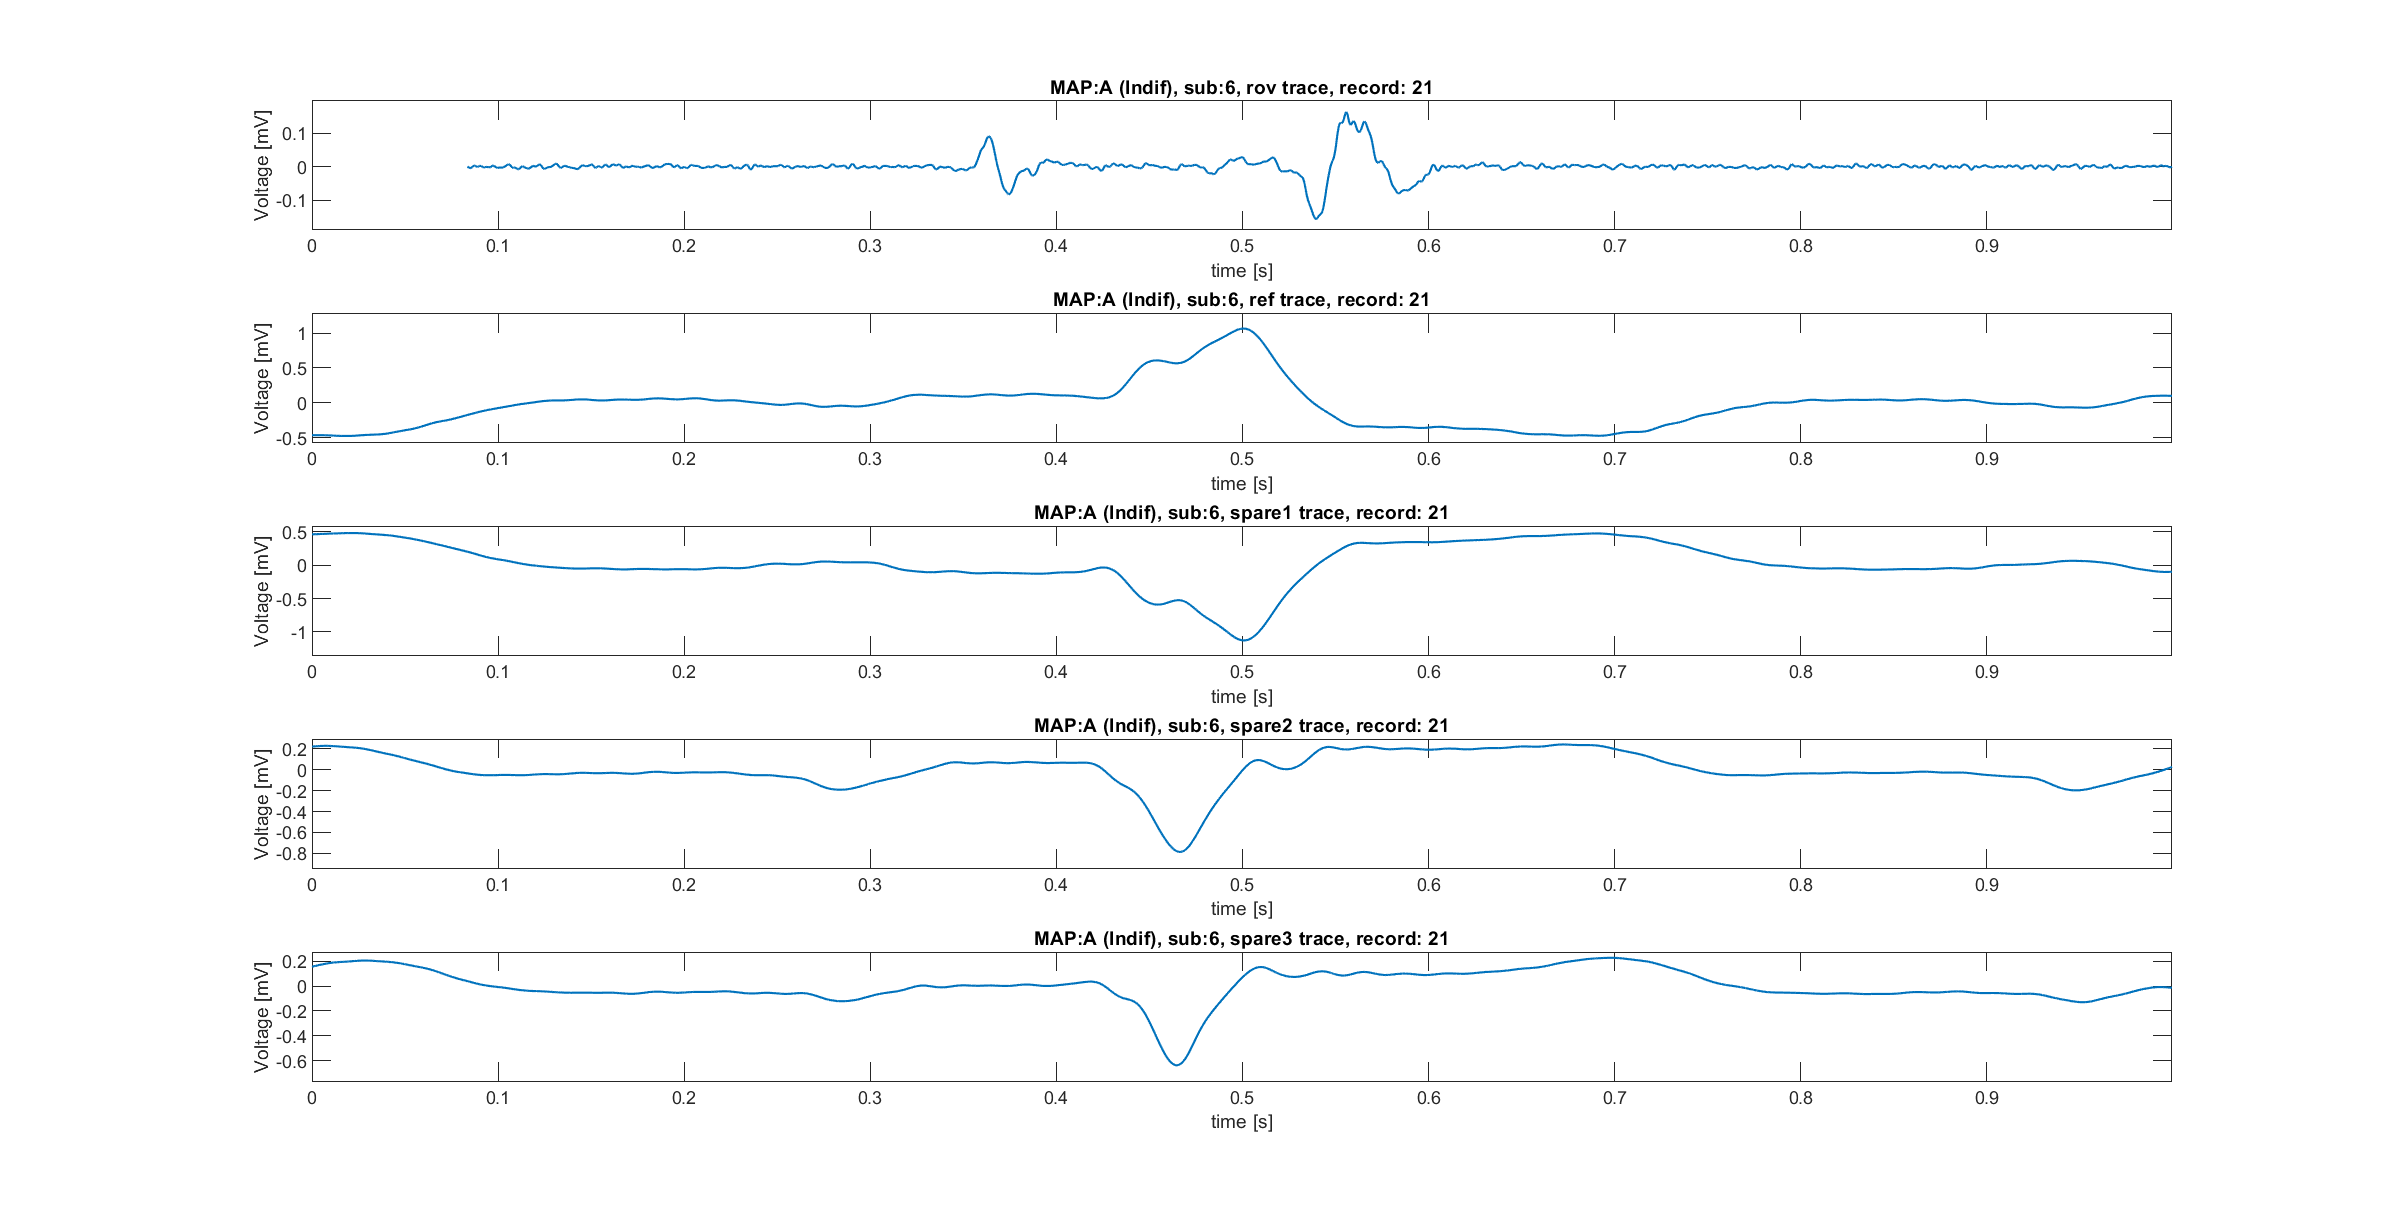 MAP:A (Indif), sub:6, rov trace, record: 21
Voltage [mV]
0.1
0
-0.1
0 0.1 0.2 0.3 0.4 0.5 0.6 0.7 0.8 0.9
time [s]
MAP:A (Indif), sub:6, ref trace, record: 21
Voltage [mV]
1
0.5
0
-0.5
0 0.1 0.2 0.3 0.4 0.5 0.6 0.7 0.8 0.9
time [s]
MAP:A (Indif), sub:6, spare1 trace, record: 21
Voltage [mV]
0.5
0
-0.5
-1
0 0.1 0.2 0.3 0.4 0.5 0.6 0.7 0.8 0.9
time [s]
MAP:A (Indif), sub:6, spare2 trace, record: 21
Voltage [mV]
0.2
0
-0.2
-0.4
-0.6
-0.8
0 0.1 0.2 0.3 0.4 0.5 0.6 0.7 0.8 0.9
time [s]
MAP:A (Indif), sub:6, spare3 trace, record: 21
Voltage [mV]
0.2
0
-0.2
-0.4
-0.6
0 0.1 0.2 0.3 0.4 0.5 0.6 0.7 0.8 0.9
time [s]